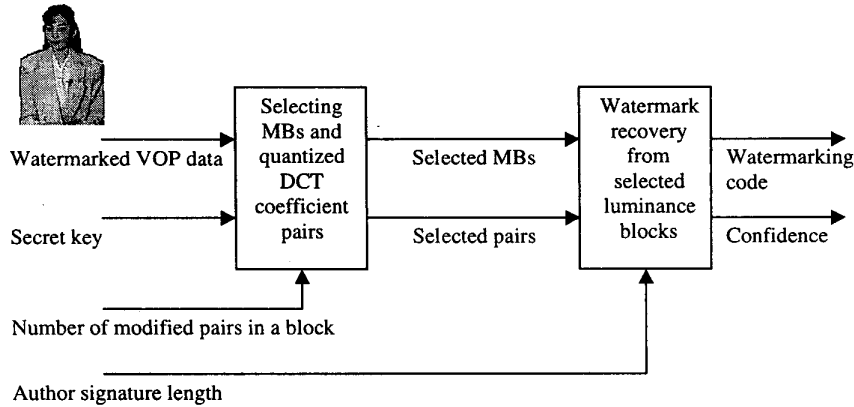 Selecting
MBs and
quantized
DCT
coefficient
pairs
Watermark
recovery
from
selected
luminance
blocks
Watermarked VOP data
Selected MBs
Watermarking
code
Secret key
Selected pairs
Confidence
Number of modified pairs in a block
Author signature length